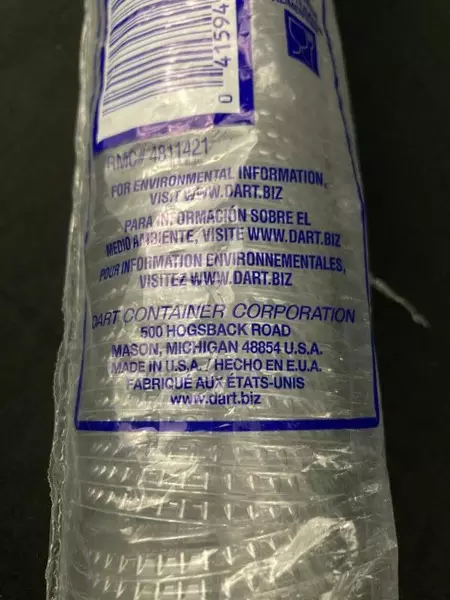 0 41594
RMC# 4811421
FOR ENVIRONMENTAL INFORMATION,
VISIT WWW.DART.BIZ
PARA INFORMACIÓN SOBRE EL
MEDIO AMBIENTE, VISITE WWW.DART.BIZ
POUR INFORMATION ENVIRONNEMENTALES,
VISITEZ WWW.DART.BIZ
DART CONTAINER CORPORATION
500 HOGSBACK ROAD
MASON, MICHIGAN 48854 U.S.A.
MADE IN U.S.A. / HECHO EN E.U.A.
FABRIQUÉ AUX ÉTATS-UNIS
www.dart.biz